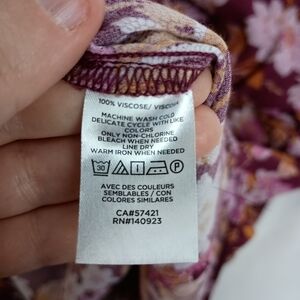 100% VISCOSE/ VISCOSA
MACHINE WASH COLD
DELICATE CYCLE WITH LIKE
COLORS
ONLY NON-CHLORINE
BLEACH WHEN NEEDED
LINE DRY
WARM IRON WHEN NEEDED
30 P
AVEC DES COULEURS
SEMBLABLES / CON
COLORES SIMILARES
CA#57421
RN#140923